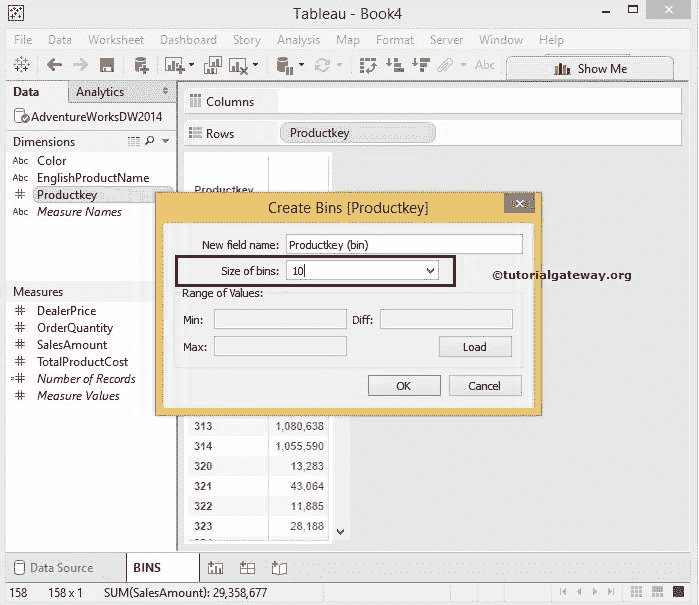 Tableau - Book4
File Data Worksheet Dashboard Story Analysis Map Format Server Window Help
Abc Show Me
Data Analytics
Columns
AdventureWorksDW2014
Rows Productkey
Dimensions
Abc Color
Abc EnglishProductName
# Productkey
Abc Measure Names
Productkey
Create Bins [Productkey]
New field name: Productkey (bin)
Size of bins: 10
©tutorialgateway.org
Range of Values:
Min: Diff:
Max: Load
OK Cancel
Measures
# DealerPrice
# OrderQuantity
# SalesAmount
# TotalProductCost
=# Number of Records
# Measure Values
313 1,080,638
314 1,055,590
320 13,283
321 43,064
322 11,885
323 28,188
Data Source BINS
158 158 x 1 SUM(SalesAmount): 29,358,677